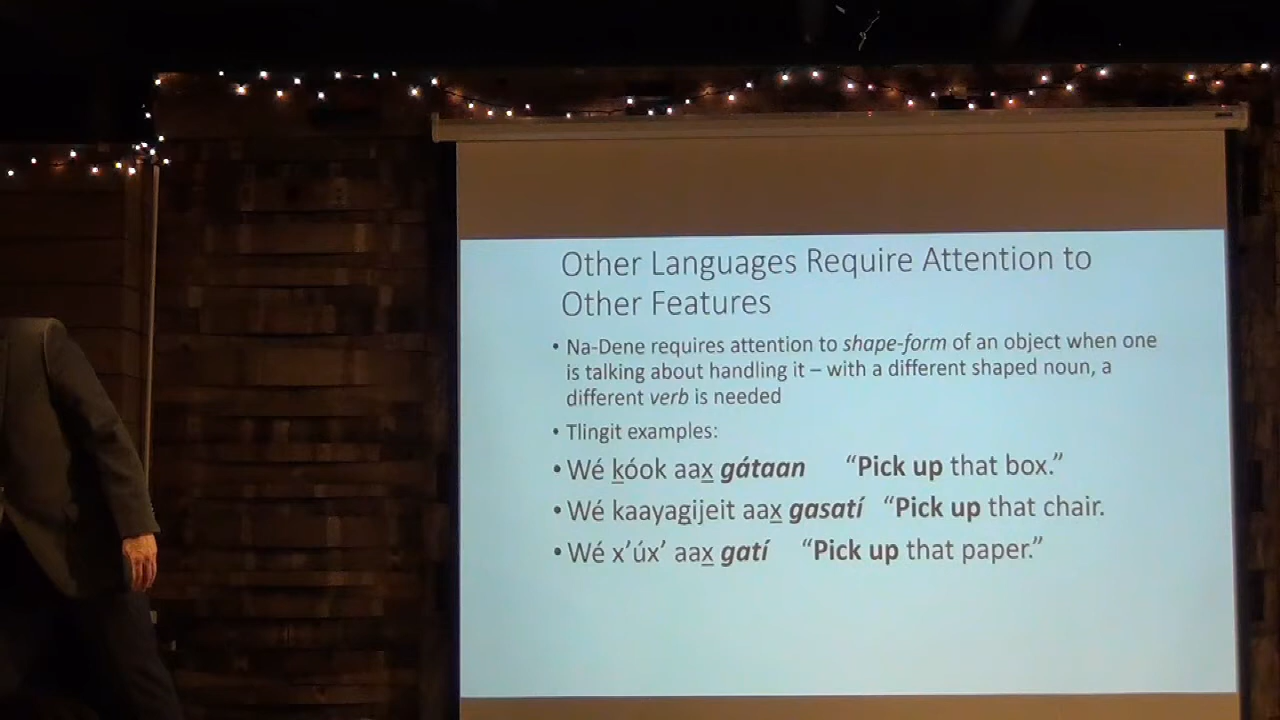 Other Languages Require Attention to
Other Features
• Na-Dene requires attention to shape-form of an object when one
is talking about handling it – with a different shaped noun, a
different verb is needed
• Tlingit examples:
• Wé ḵóok aax̱ gátaan “Pick up that box.”
• Wé kaayagijeit aax̱ gasatí “Pick up that chair.
• Wé x’úx’ aax̱ gatí “Pick up that paper.”